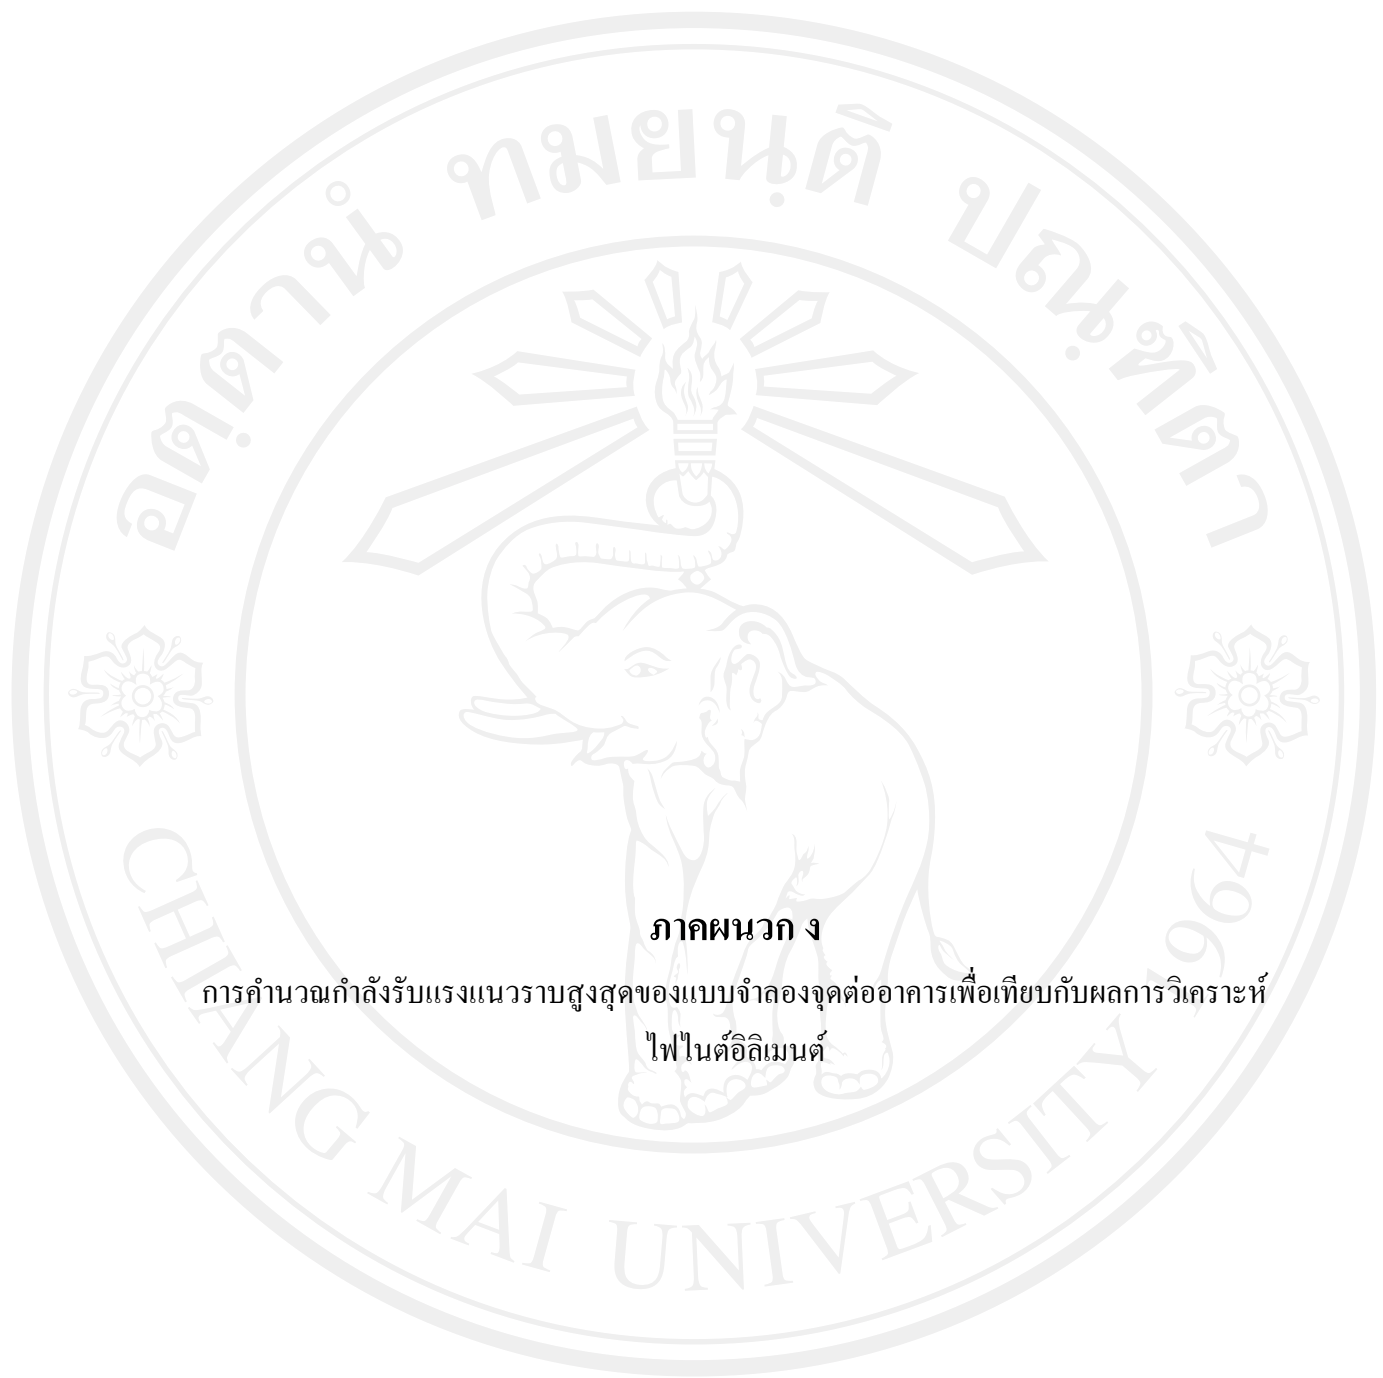 อตฺตานํ ทมยนฺติ ปณฺฑิตา
ภาคผนวก ง
การคำนวณกำลังรับแรงแนวราบสูงสุดของแบบจำลองจุดต่ออาคารเพื่อเทียบกับผลการวิเคราะห์
ไฟไนต์อิลิเมนต์
CHIANG MAI UNIVERSITY 1964